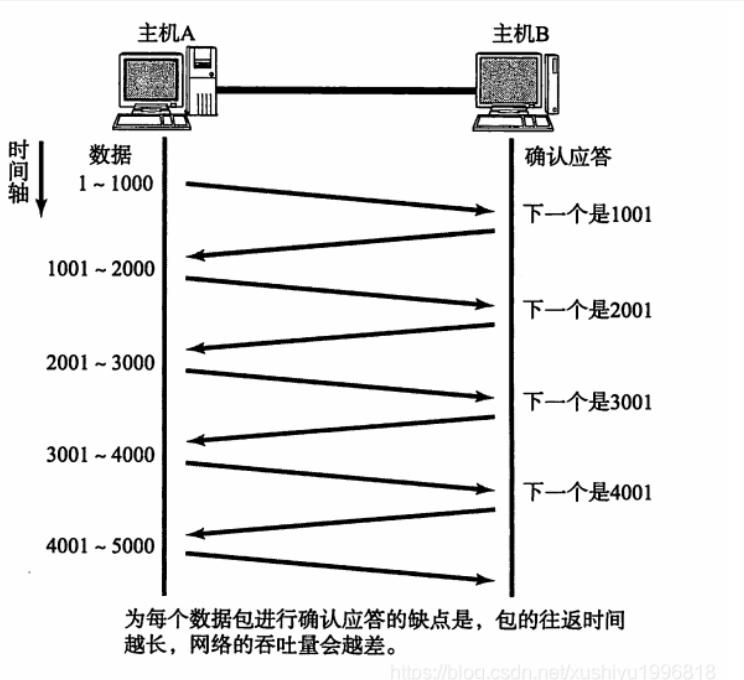 主机A
主机B
时间轴
数据
确认应答
1 ~ 1000
下一个是1001
1001 ~ 2000
下一个是2001
2001 ~ 3000
下一个是3001
3001 ~ 4000
下一个是4001
4001 ~ 5000
为每个数据包进行确认应答的缺点是，包的往返时间
越长，网络的吞吐量会越差。
https://blog.csdn.net/xushiyu1996818